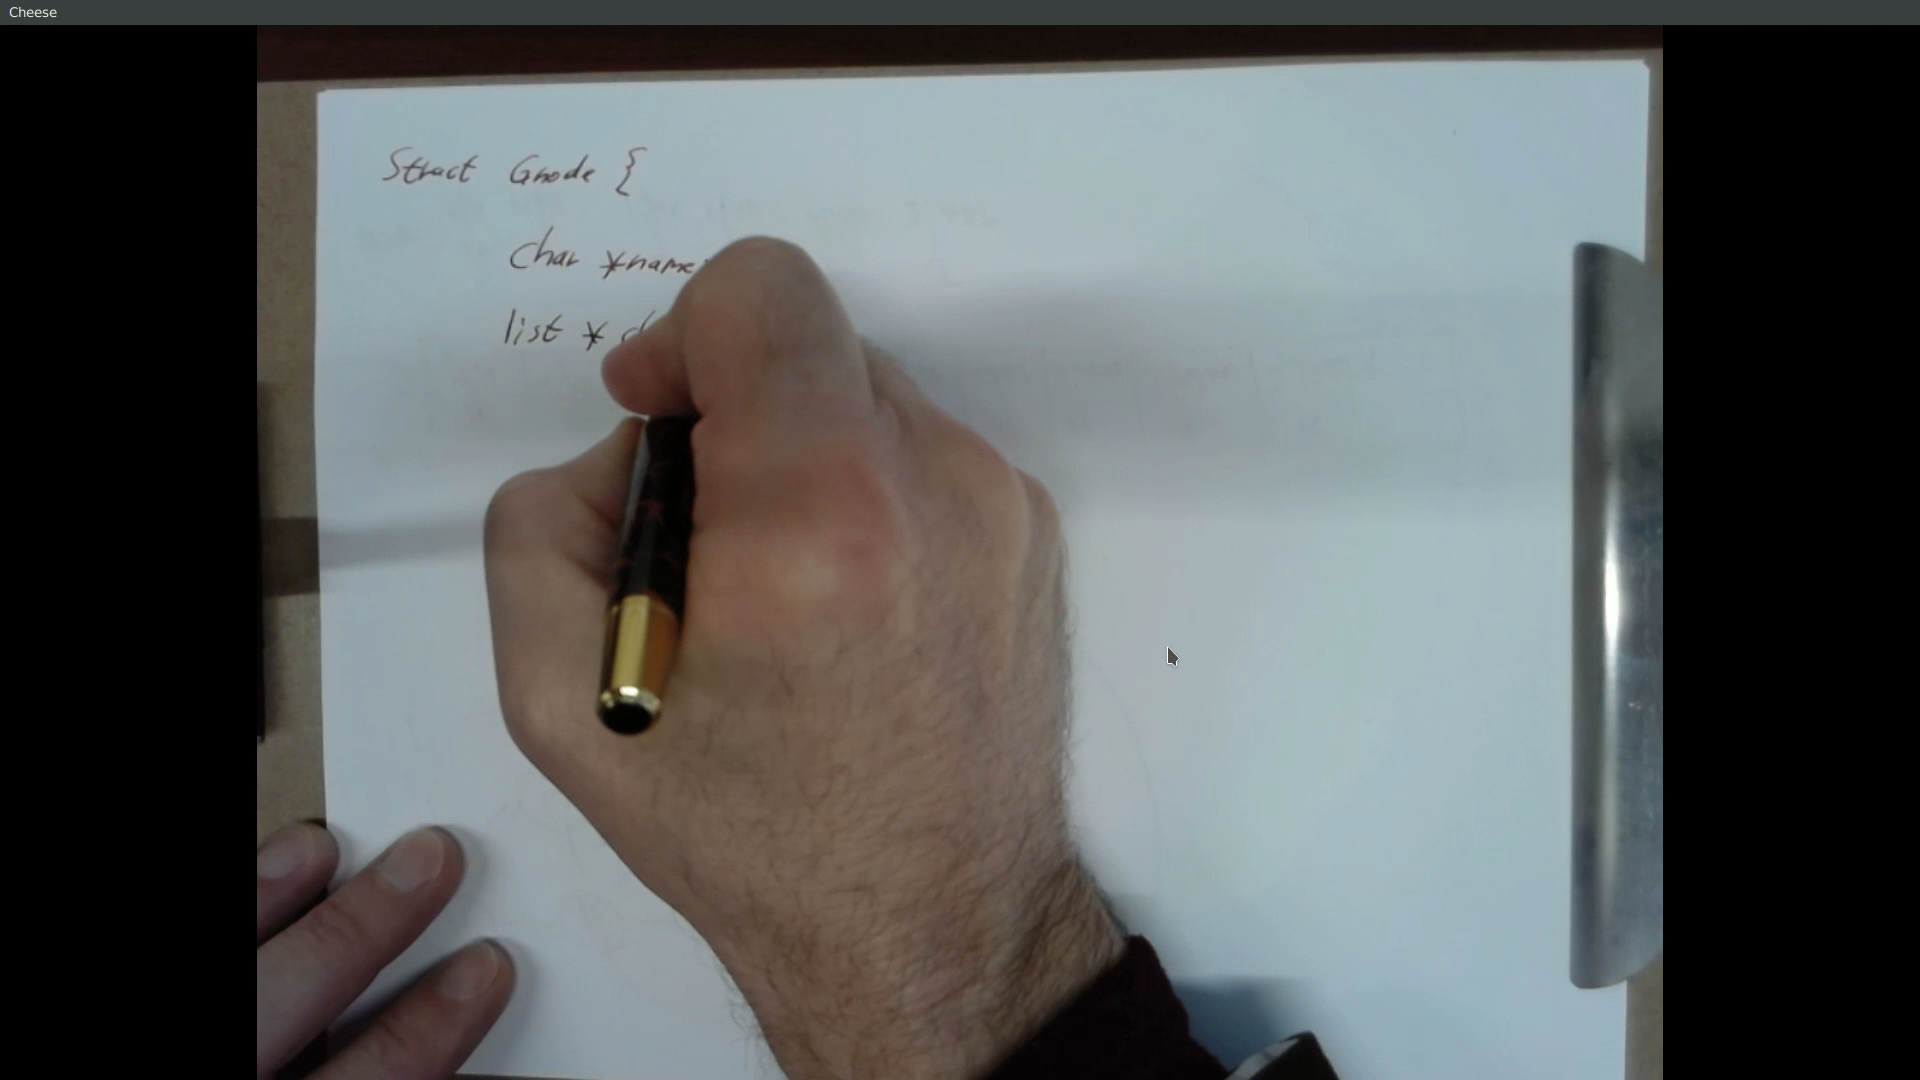 Cheese
Struct Gnode {
char *name;
list *